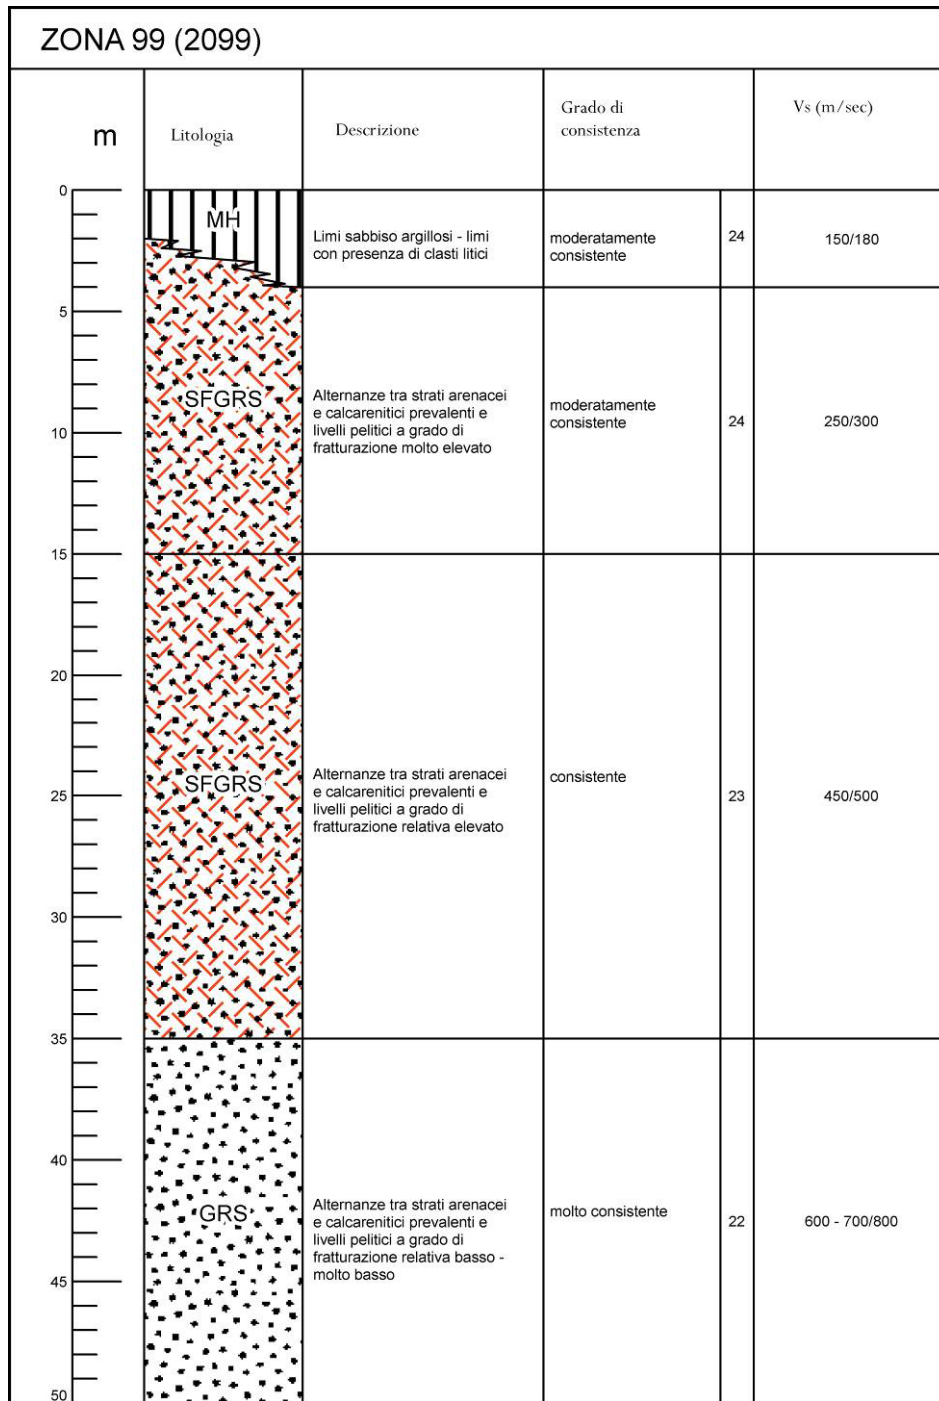 ZONA 99 (2099)
m
Litologia
Descrizione
Grado di
consistenza
Vs (m/sec)
0
MH
Limi sabbiso argillosi - limi
con presenza di clasti litici
moderatamente
consistente
24
150/180
5
SFGRS
Alternanze tra strati arenacei
e calcarenitici prevalenti e
livelli pelitici a grado di
fratturazione molto elevato
moderatamente
consistente
24
250/300
10
15
20
SFGRS
Alternanze tra strati arenacei
e calcarenitici prevalenti e
livelli pelitici a grado di
fratturazione relativa elevato
consistente
23
450/500
25
30
35
40
GRS
Alternanze tra strati arenacei
e calcarenitici prevalenti e
livelli pelitici a grado di
fratturazione relativa basso -
molto basso
molto consistente
22
600 - 700/800
45
50